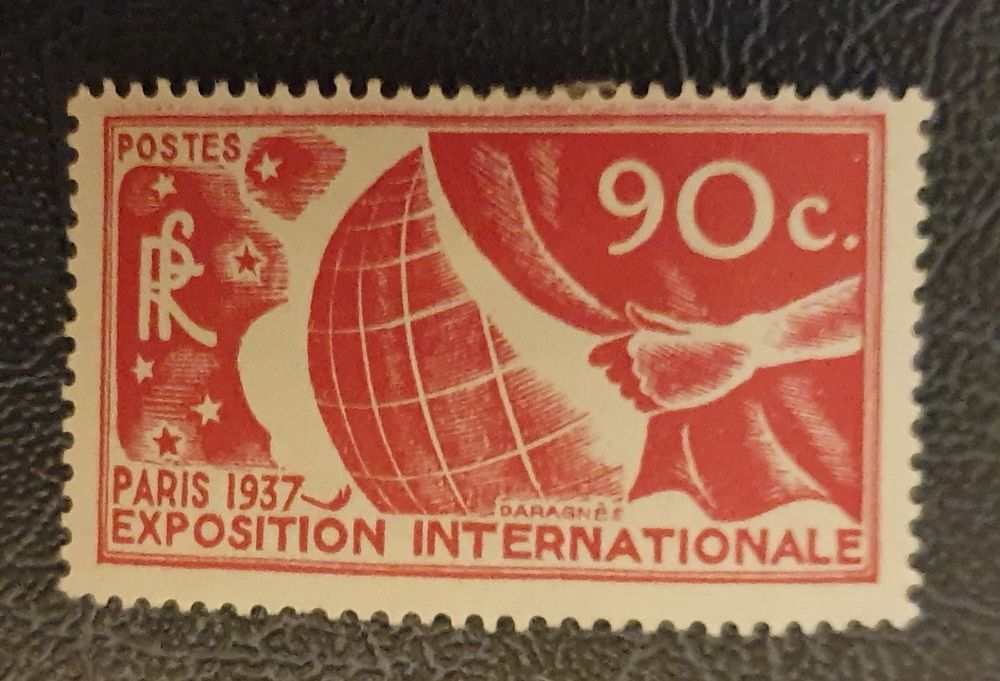 POSTES
RF
90c.
PARIS 1937
DARAGNÈS
EXPOSITION INTERNATIONALE